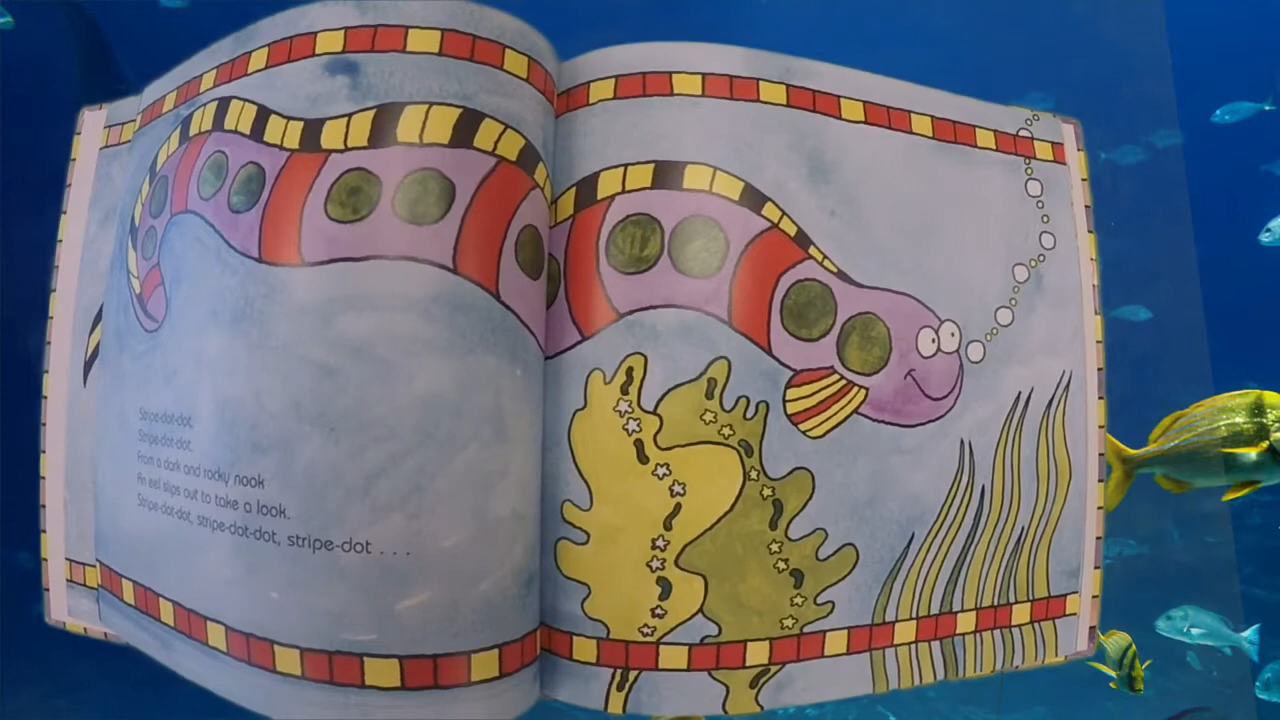 Stripe-dot-dot,
Stripe-dot-dot,
From a dark and rocky nook
An eel slips out to take a look.
Stripe-dot-dot, stripe-dot-dot, stripe-dot . . .